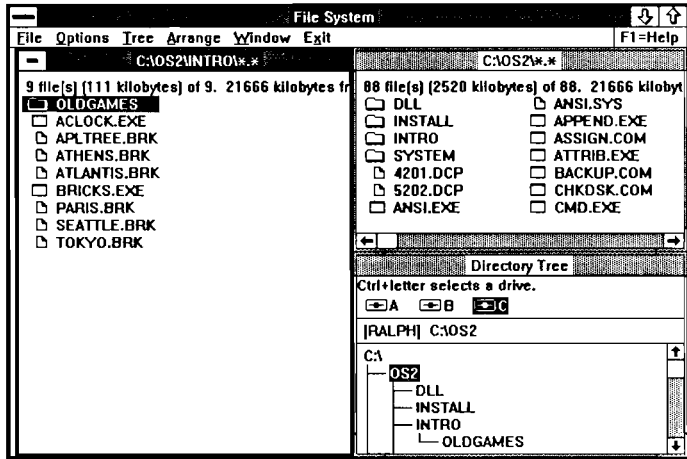 File System
File Options Tree Arrange Window Exit F1=Help
C:\OS2\INTRO\*.*
9 file[s] [111 kilobytes] of 9. 21666 kilobytes fr
OLDGAMES
ACLOCK.EXE
APLTREE.BRK
ATHENS.BRK
ATLANTIS.BRK
BRICKS.EXE
PARIS.BRK
SEATTLE.BRK
TOKYO.BRK
C:\OS2\*.*
88 file[s] [2520 kilobytes] of 88. 21666 kilobyt
DLL ANSI.SYS
INSTALL APPEND.EXE
INTRO ASSIGN.COM
SYSTEM ATTRIB.EXE
4201.DCP BACKUP.COM
5202.DCP CHKDSK.COM
ANSI.EXE CMD.EXE
Directory Tree
Ctrl+letter selects a drive.
A B C
[RALPH] C:\OS2
C:\
OS2
DLL
INSTALL
INTRO
OLDGAMES